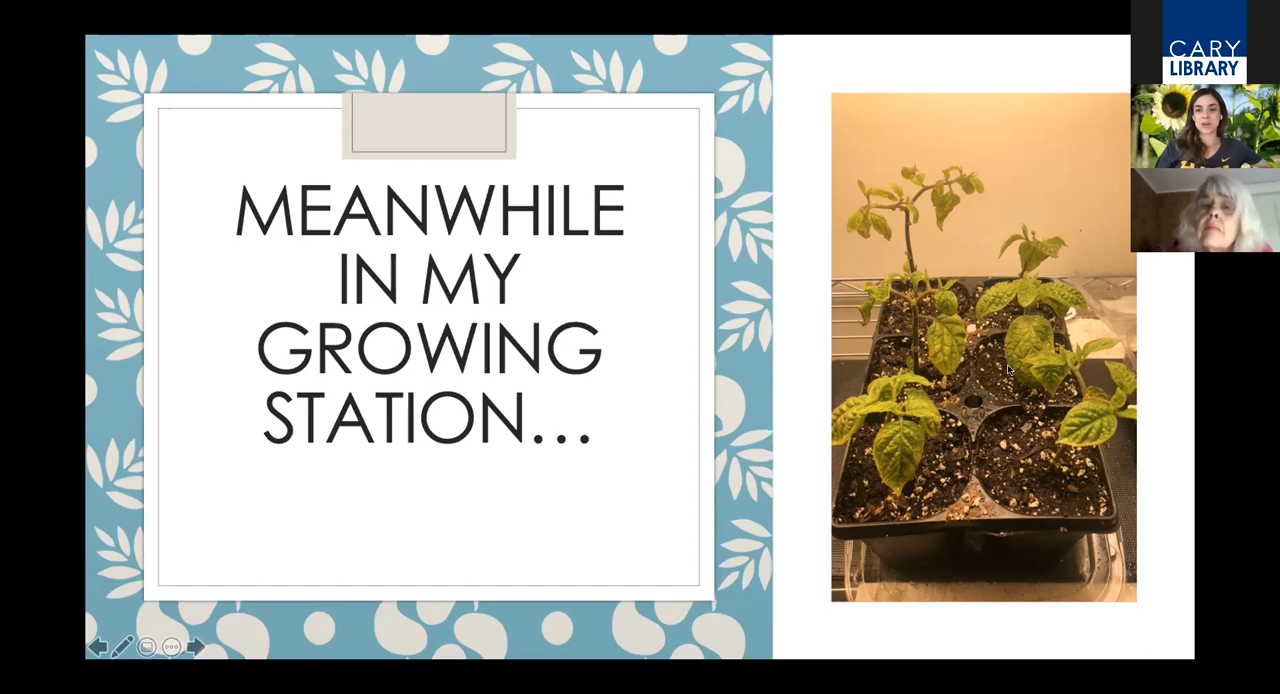 MEANWHILE
IN MY
GROWING
STATION...
CARY
LIBRARY